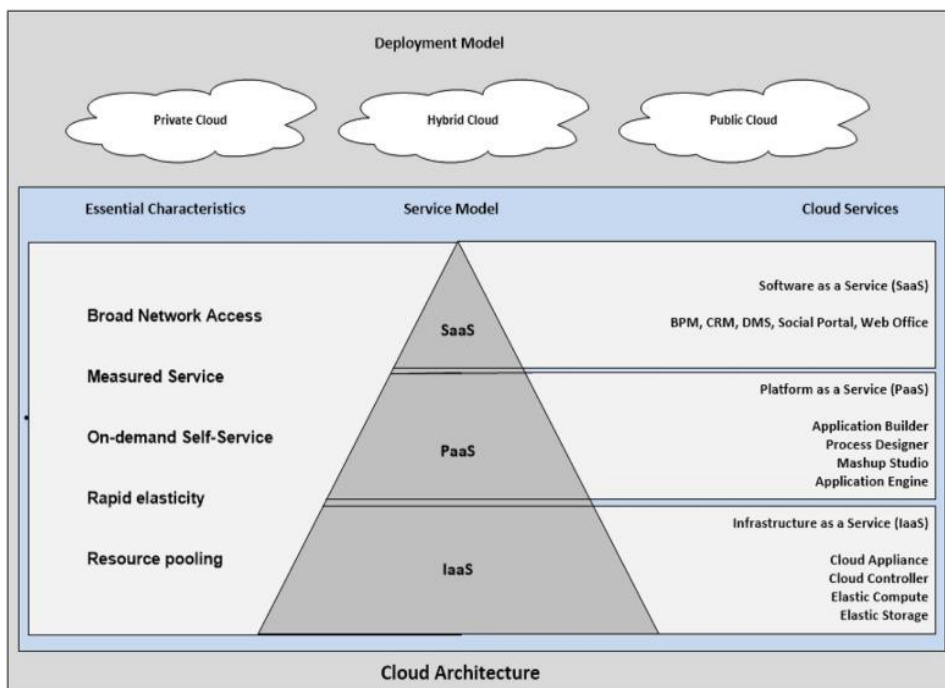 Deployment Model
Private Cloud
Hybrid Cloud
Public Cloud
Essential Characteristics
Service Model
Cloud Services
Broad Network Access
Measured Service
On-demand Self-Service
Rapid elasticity
Resource pooling
SaaS
PaaS
IaaS
Software as a Service (SaaS)
BPM, CRM, DMS, Social Portal, Web Office
Platform as a Service (PaaS)
Application Builder
Process Designer
Mashup Studio
Application Engine
Infrastructure as a Service (IaaS)
Cloud Appliance
Cloud Controller
Elastic Compute
Elastic Storage
Cloud Architecture